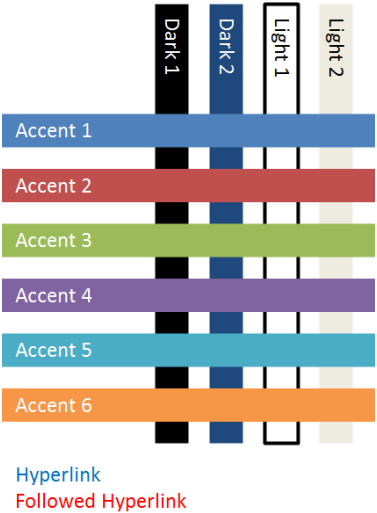 Dark 1
Dark 2
Light 1
Light 2
Accent 1
Accent 2
Accent 3
Accent 4
Accent 5
Accent 6
Hyperlink
Followed Hyperlink